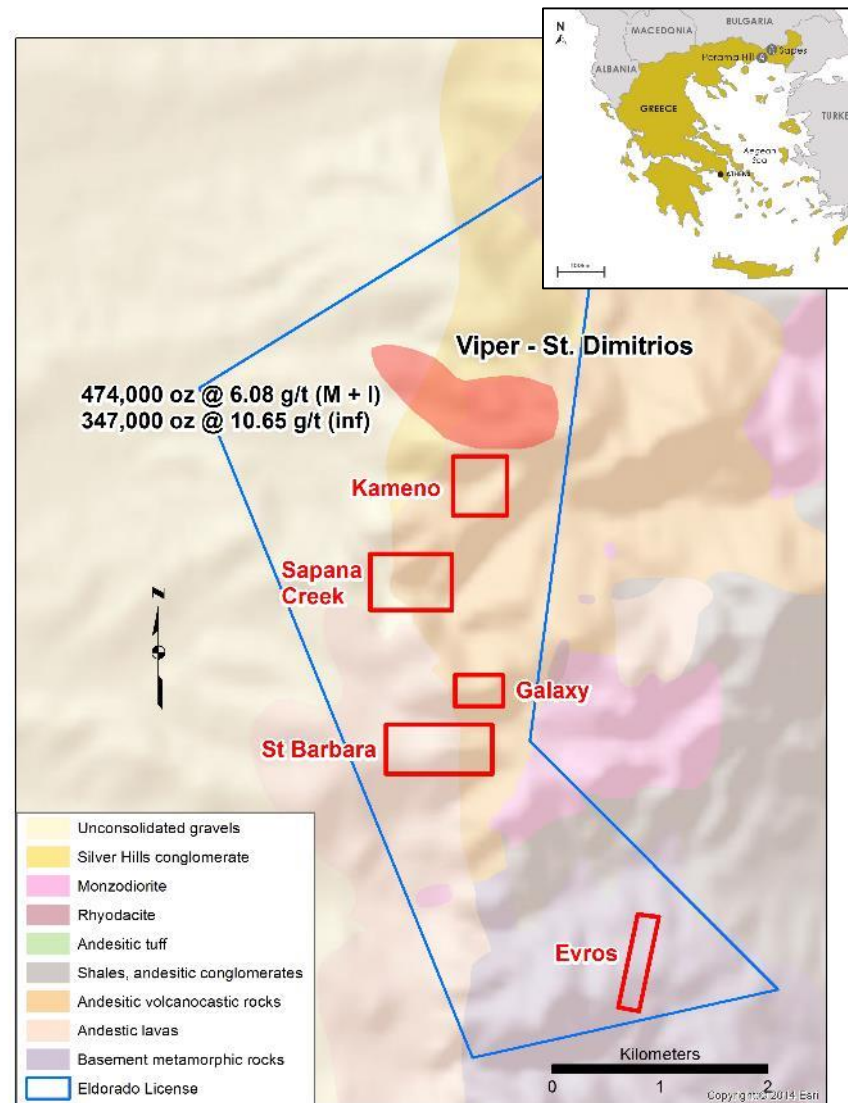 N
BULGARIA
MACEDONIA
Sapes
Perama Hill
ALBANIA
TURKE
GREECE
Aegean
Sea
ATHENS
Viper - St. Dimitrios
474,000 oz @ 6.08 g/t (M + I)
347,000 oz @ 10.65 g/t (inf)
Kameno
Sapana
Creek
N
Galaxy
St Barbara
Evros
Unconsolidated gravels
Silver Hills conglomerate
Monzodiorite
Rhyodacite
Andesitic tuff
Shales, andesitic conglomerates
Andesitic volcanocastic rocks
Andestic lavas
Basement metamorphic rocks
Eldorado License
Kilometers
0 1 2
Copyright:© 2014 Esri